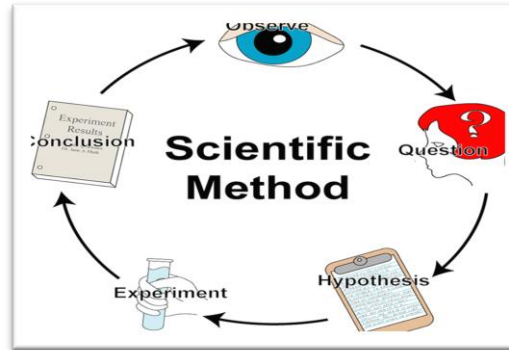 Observe
Experiment
Results
Conclusion
Scientific
Method
Question
Hypothesis
Experiment